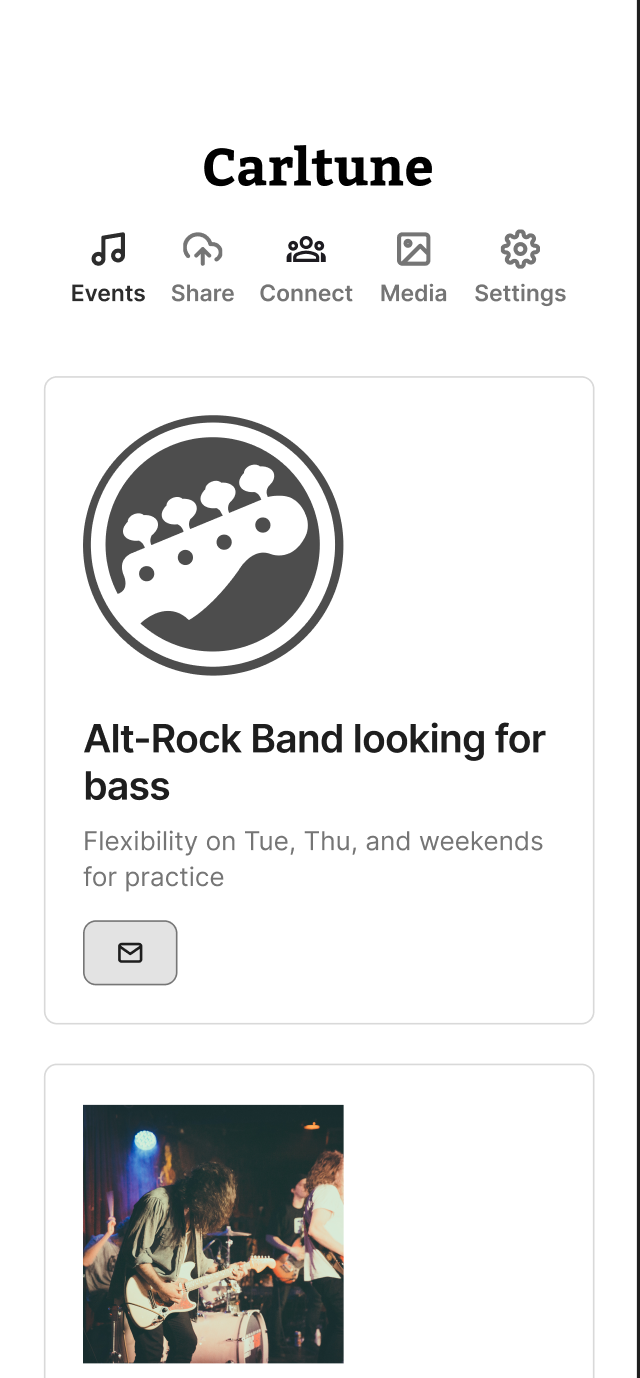 Carltune
Events Share Connect Media Settings
Alt-Rock Band looking for
bass
Flexibility on Tue, Thu, and weekends
for practice